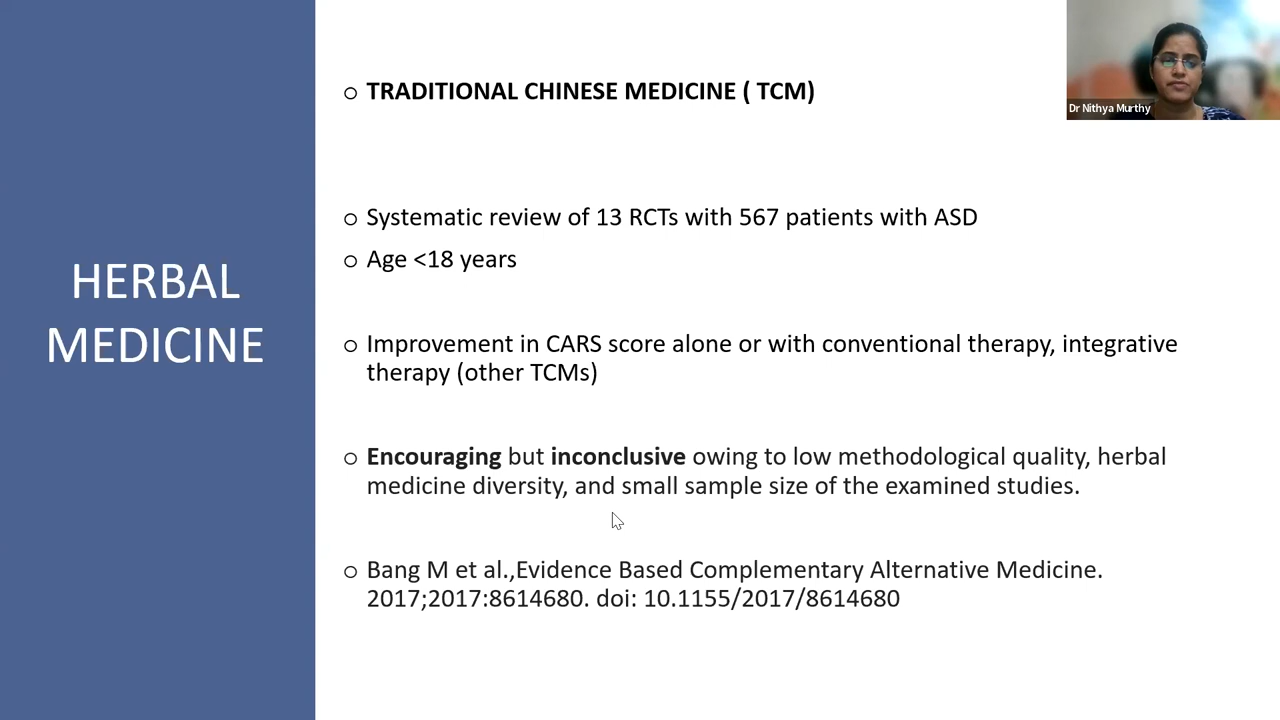 HERBAL
MEDICINE
○ TRADITIONAL CHINESE MEDICINE ( TCM)
○ Systematic review of 13 RCTs with 567 patients with ASD
○ Age <18 years
○ Improvement in CARS score alone or with conventional therapy, integrative
therapy (other TCMs)
○ Encouraging but inconclusive owing to low methodological quality, herbal
medicine diversity, and small sample size of the examined studies.
○ Bang M et al.,Evidence Based Complementary Alternative Medicine.
2017;2017:8614680. doi: 10.1155/2017/8614680
Dr Nithya Murthy